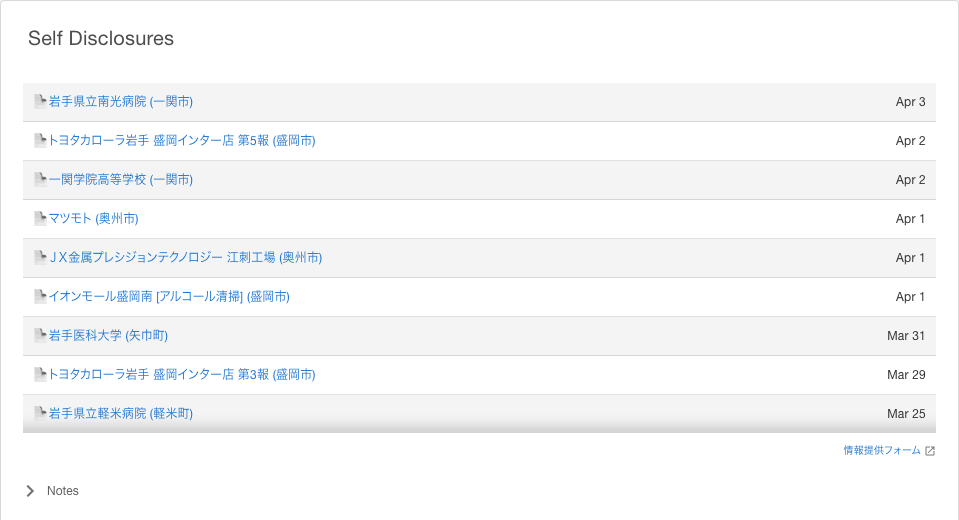 Self Disclosures
岩手県立南光病院 (一関市) Apr 3
トヨタカローラ岩手 盛岡インター店 第5報 (盛岡市) Apr 2
一関学院高等学校 (一関市) Apr 2
マツモト (奥州市) Apr 1
ＪＸ金属プレシジョンテクノロジー 江刺工場 (奥州市) Apr 1
イオンモール盛岡南 [アルコール清掃] (盛岡市) Apr 1
岩手医科大学 (矢巾町) Mar 31
トヨタカローラ岩手 盛岡インター店 第3報 (盛岡市) Mar 29
岩手県立軽米病院 (軽米町) Mar 25
情報提供フォーム
Notes